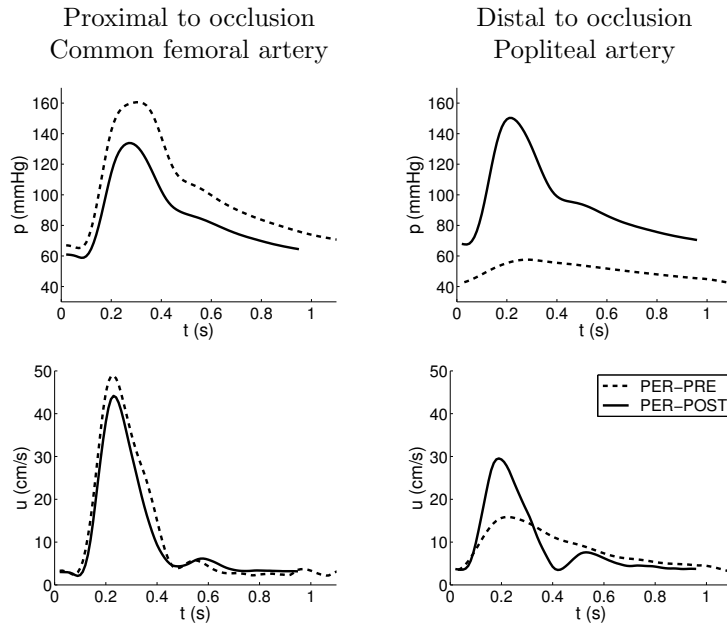 Proximal to occlusion
Common femoral artery
Distal to occlusion
Popliteal artery
160
140
120
100
80
60
40
p (mmHg)
0 0.2 0.4 0.6 0.8 1
t (s)
160
140
120
100
80
60
40
p (mmHg)
0 0.2 0.4 0.6 0.8 1
t (s)
50
40
30
20
10
0
u (cm/s)
0 0.2 0.4 0.6 0.8 1
t (s)
50
40
30
20
10
0
u (cm/s)
0 0.2 0.4 0.6 0.8 1
t (s)
PER−PRE
PER−POST